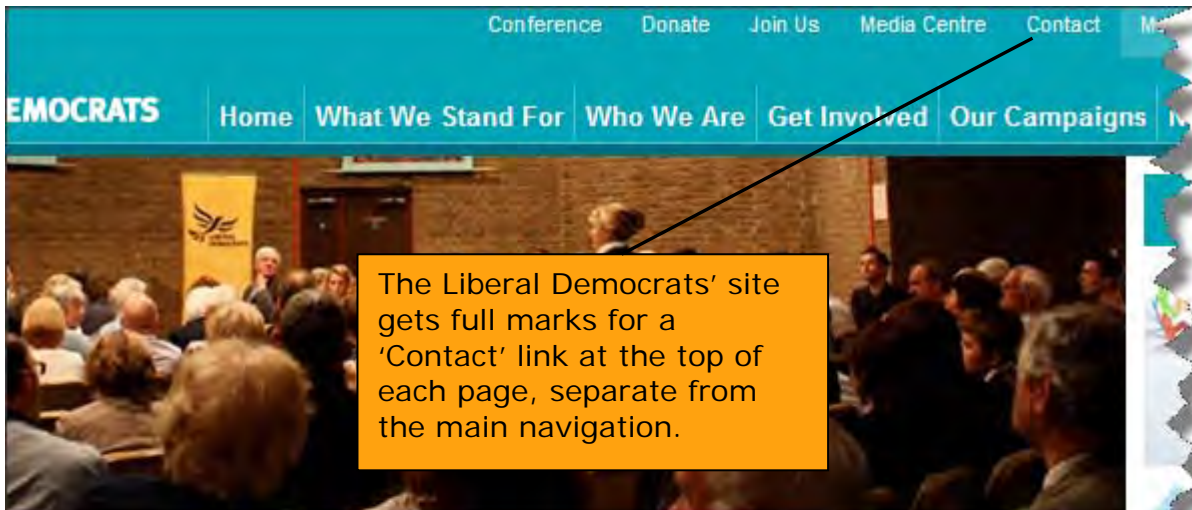 Conference Donate Join Us Media Centre Contact
EMOCRATS Home What We Stand For Who We Are Get Involved Our Campaigns
LIBERAL
DEMOCRATS
The Liberal Democrats’ site
gets full marks for a
‘Contact’ link at the top of
each page, separate from
the main navigation.